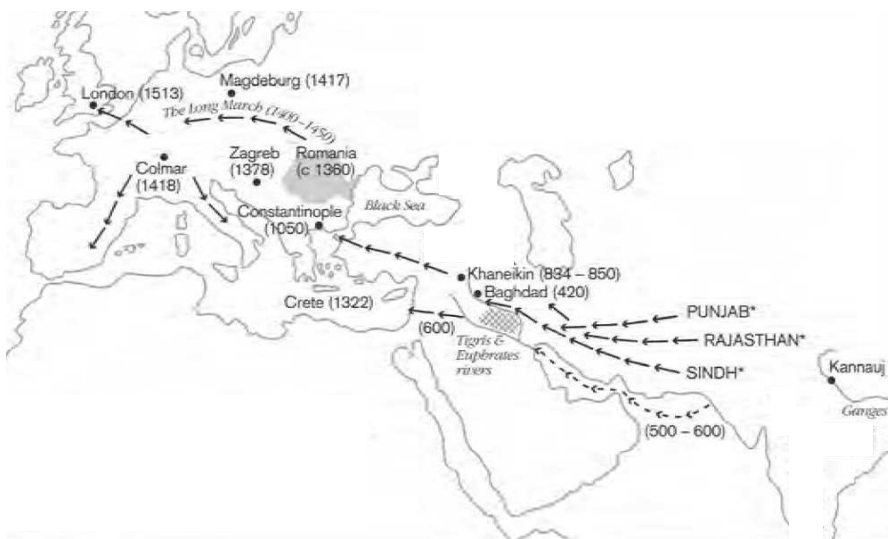 London (1513)
Magdeburg (1417)
The Long March (1400–1450)
Colmar
(1418)
Zagreb
(1378)
Romania
(c 1360)
Constantinople
(1050)
Black Sea
Khaneikin (834 – 850)
Baghdad (420)
Crete (1322)
(600)
Tigris &
Euphrates
rivers
PUNJAB*
RAJASTHAN*
SINDH*
Kannauj
Ganges
(500 – 600)